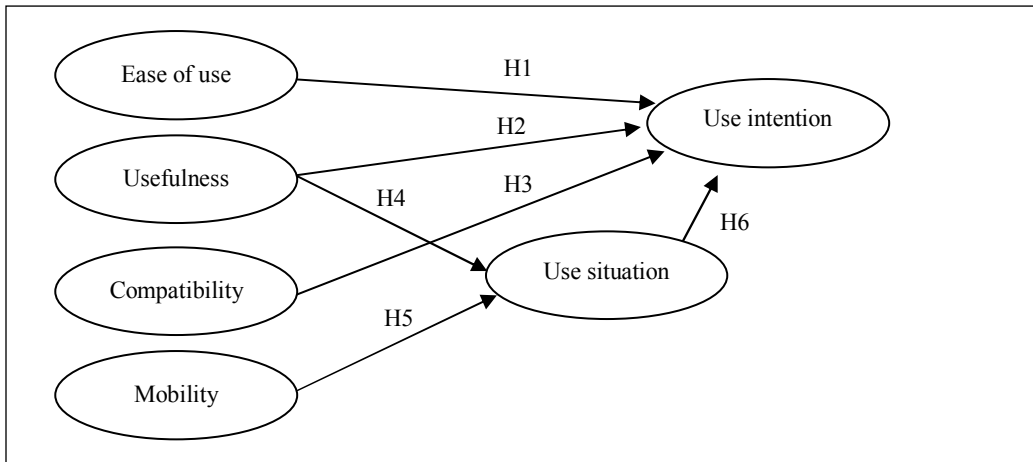 Ease of use
H1
Use intention
H2
Usefulness
H3
H4
H6
Use situation
Compatibility
H5
Mobility